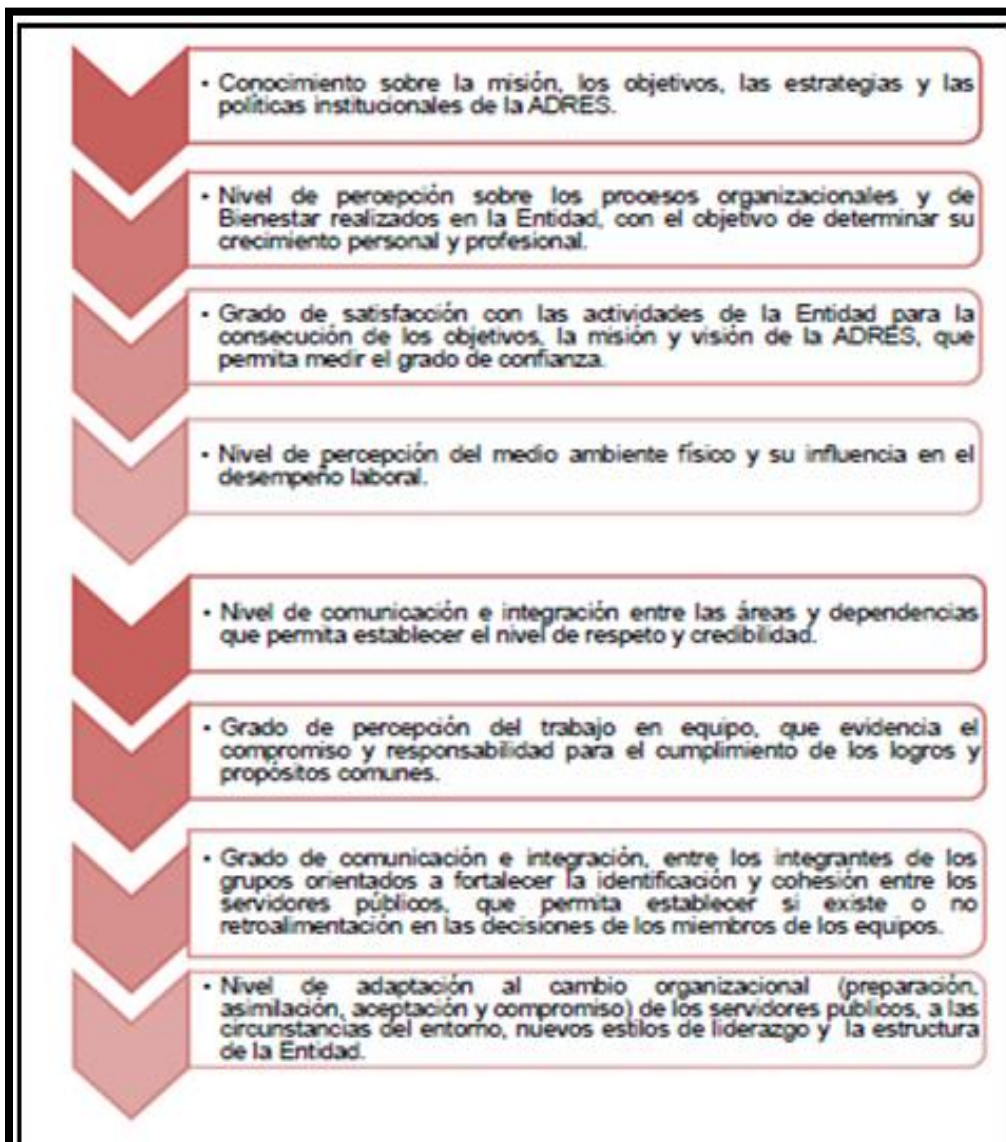 • Conocimiento sobre la misión, los objetivos, las estrategias y las
políticas institucionales de la ADRES.
• Nivel de percepción sobre los procesos organizacionales y de
Bienestar realizados en la Entidad, con el objetivo de determinar su
crecimiento personal y profesional.
• Grado de satisfacción con las actividades de la Entidad para la
consecución de los objetivos, la misión y visión de la ADRES, que
permita medir el grado de confianza.
• Nivel de percepción del medio ambiente físico y su influencia en el
desempeño laboral.
• Nivel de comunicación e integración entre las áreas y dependencias
que permita establecer el nivel de respeto y credibilidad.
• Grado de percepción del trabajo en equipo, que evidencia el
compromiso y responsabilidad para el cumplimiento de los logros y
propósitos comunes.
• Grado de comunicación e integración, entre los integrantes de los
grupos orientados a fortalecer la identificación y cohesión entre los
servidores públicos, que permita establecer si existe o no
retroalimentación en las decisiones de los miembros de los equipos.
• Nivel de adaptación al cambio organizacional (preparación,
asimilación, aceptación y compromiso) de los servidores públicos, a las
circunstancias del entorno, nuevos estilos de liderazgo y la estructura
de la Entidad.